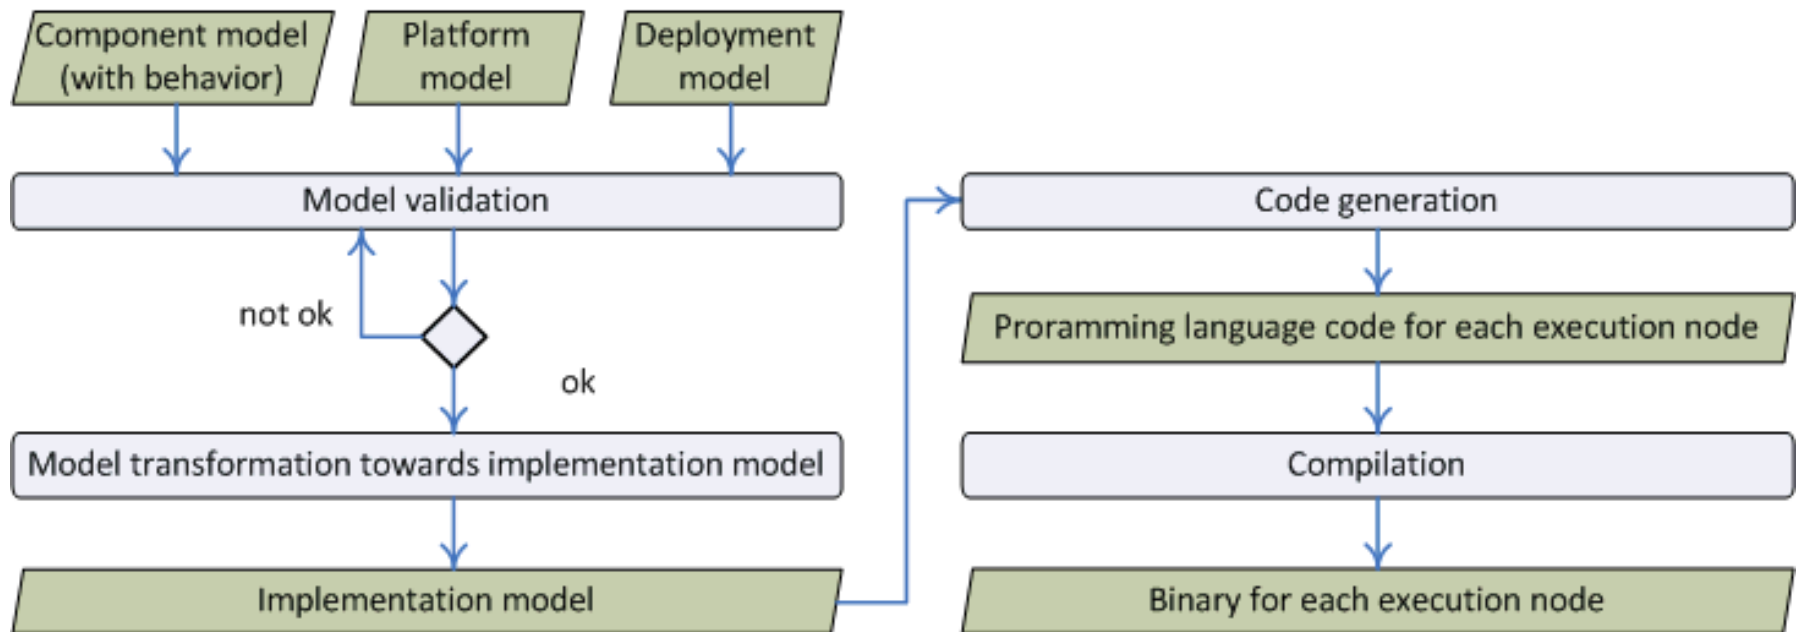 Component model
(with behavior)
Platform
model
Deployment
model
Model validation
not ok
ok
Model transformation towards implementation model
Implementation model
Code generation
Proramming language code for each execution node
Compilation
Binary for each execution node